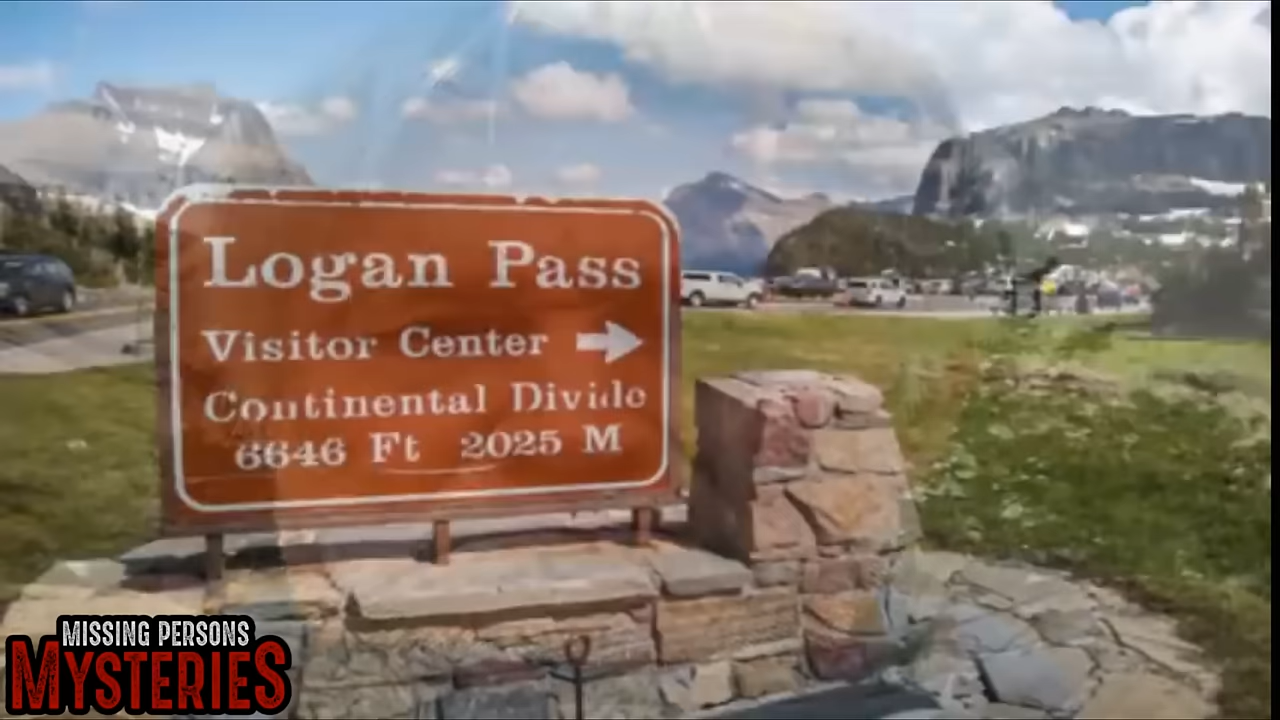 Logan Pass
Visitor Center →
Continental Divide
6646 Ft 2025 M
MISSING PERSONS
MYSTERIES